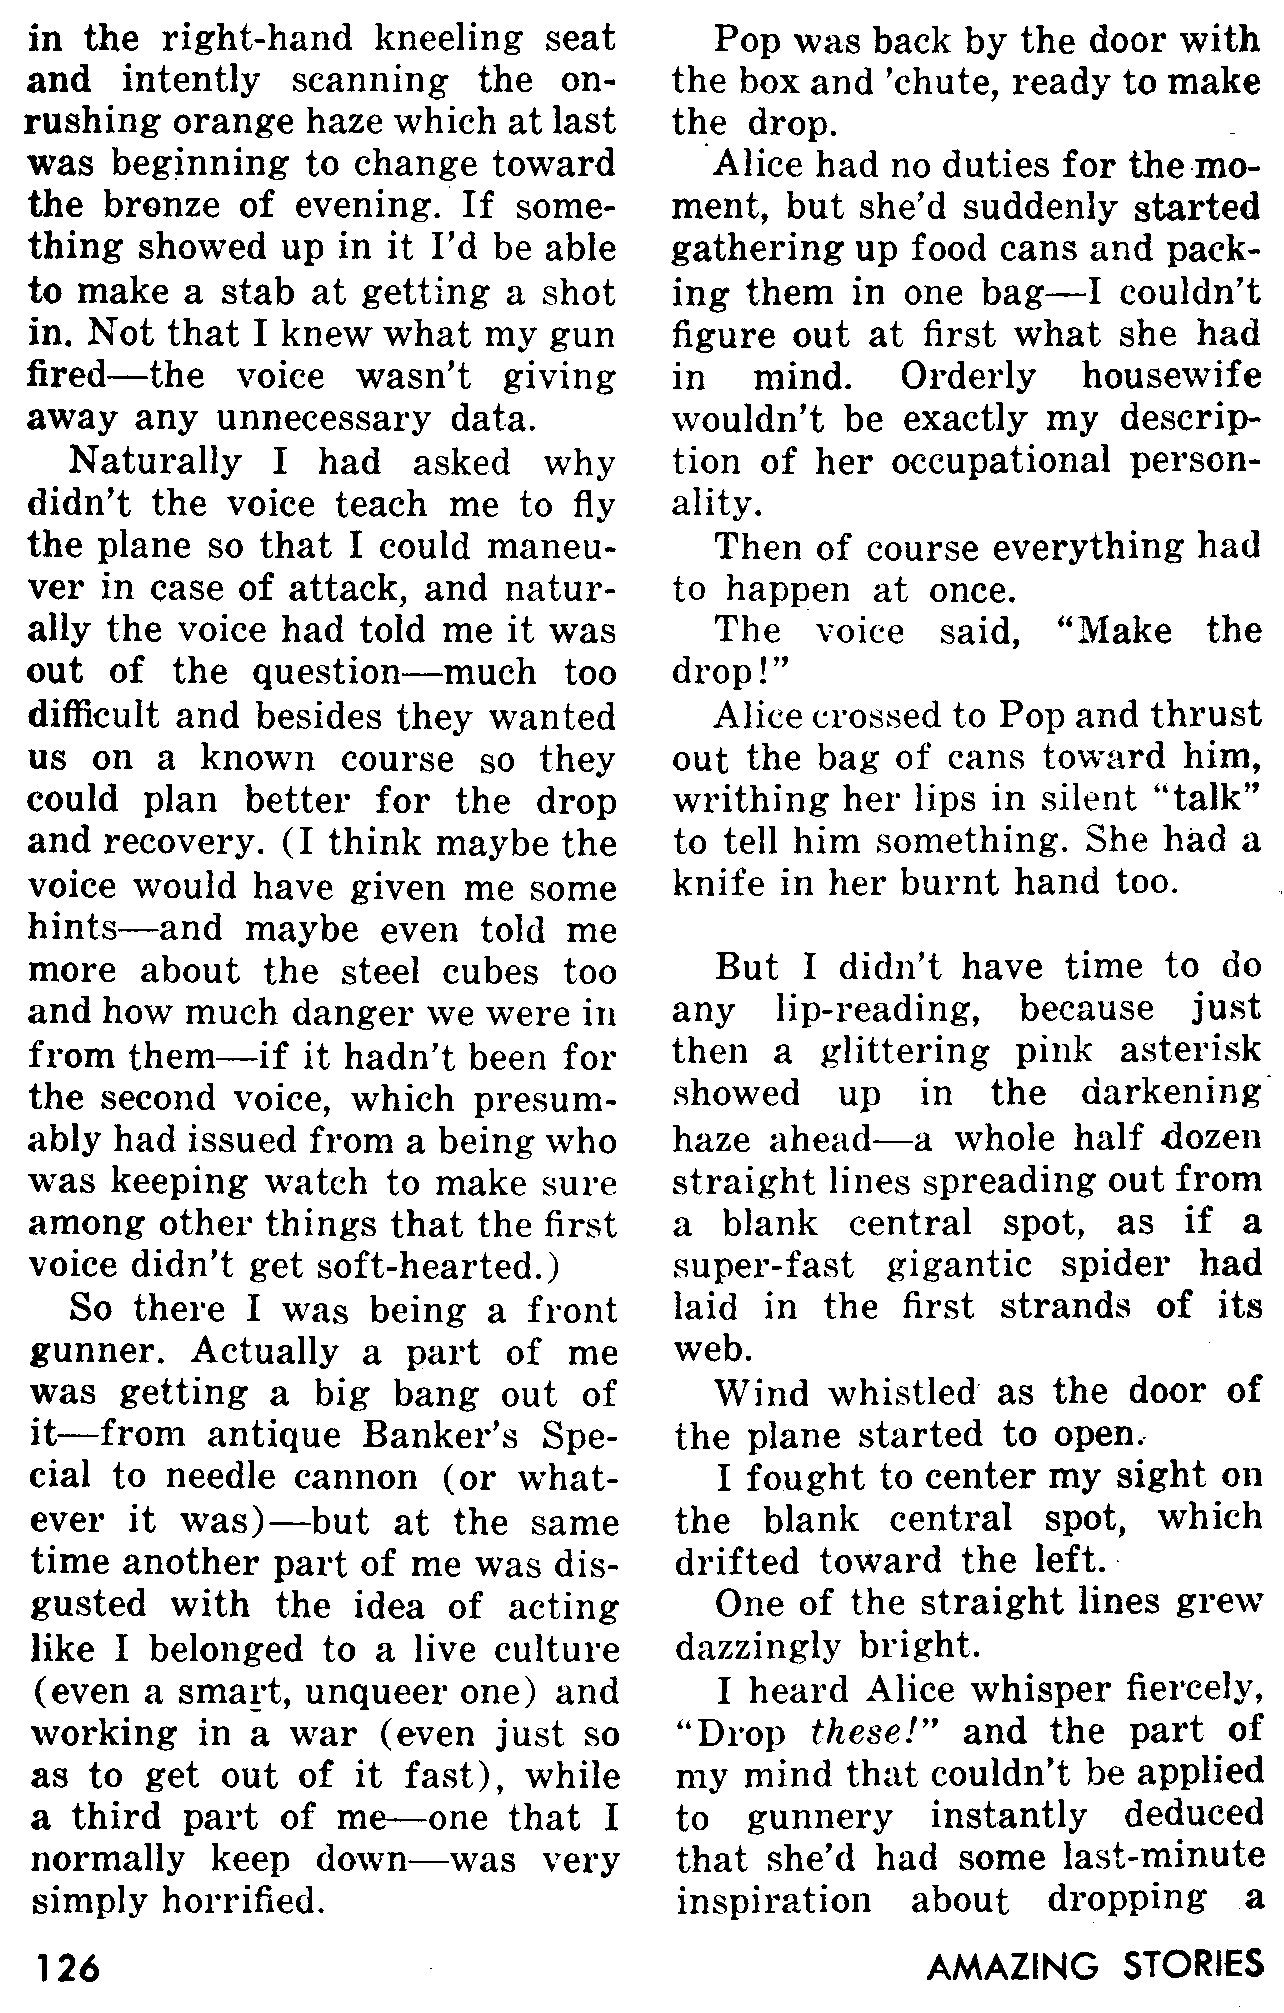 in the right-hand kneeling seat
and intently scanning the on-
rushing orange haze which at last
was beginning to change toward
the bronze of evening. If some-
thing showed up in it I'd be able
to make a stab at getting a shot
in. Not that I knew what my gun
fired—the voice wasn't giving
away any unnecessary data.
Naturally I had asked why
didn't the voice teach me to fly
the plane so that I could maneu-
ver in case of attack, and natur-
ally the voice had told me it was
out of the question—much too
difficult and besides they wanted
us on a known course so they
could plan better for the drop
and recovery. (I think maybe the
voice would have given me some
hints—and maybe even told me
more about the steel cubes too
and how much danger we were in
from them—if it hadn't been for
the second voice, which presum-
ably had issued from a being who
was keeping watch to make sure
among other things that the first
voice didn't get soft-hearted.)
So there I was being a front
gunner. Actually a part of me
was getting a big bang out of
it—from antique Banker's Spe-
cial to needle cannon (or what-
ever it was)—but at the same
time another part of me was dis-
gusted with the idea of acting
like I belonged to a live culture
(even a smart, unqueer one) and
working in a war (even just so
as to get out of it fast), while
a third part of me—one that I
normally keep down—was very
simply horrified.
Pop was back by the door with
the box and 'chute, ready to make
the drop.
Alice had no duties for the mo-
ment, but she'd suddenly started
gathering up food cans and pack-
ing them in one bag—I couldn't
figure out at first what she had
in mind. Orderly housewife
wouldn't be exactly my descrip-
tion of her occupational person-
ality.
Then of course everything had
to happen at once.
The voice said, "Make the
drop!"
Alice crossed to Pop and thrust
out the bag of cans toward him,
writhing her lips in silent "talk"
to tell him something. She had a
knife in her burnt hand too.
But I didn't have time to do
any lip-reading, because just
then a glittering pink asterisk
showed up in the darkening
haze ahead—a whole half dozen
straight lines spreading out from
a blank central spot, as if a
super-fast gigantic spider had
laid in the first strands of its
web.
Wind whistled as the door of
the plane started to open.
I fought to center my sight on
the blank central spot, which
drifted toward the left.
One of the straight lines grew
dazzingly bright.
I heard Alice whisper fiercely,
"Drop these!" and the part of
my mind that couldn't be applied
to gunnery instantly deduced
that she'd had some last-minute
inspiration about dropping a
126
AMAZING STORIES